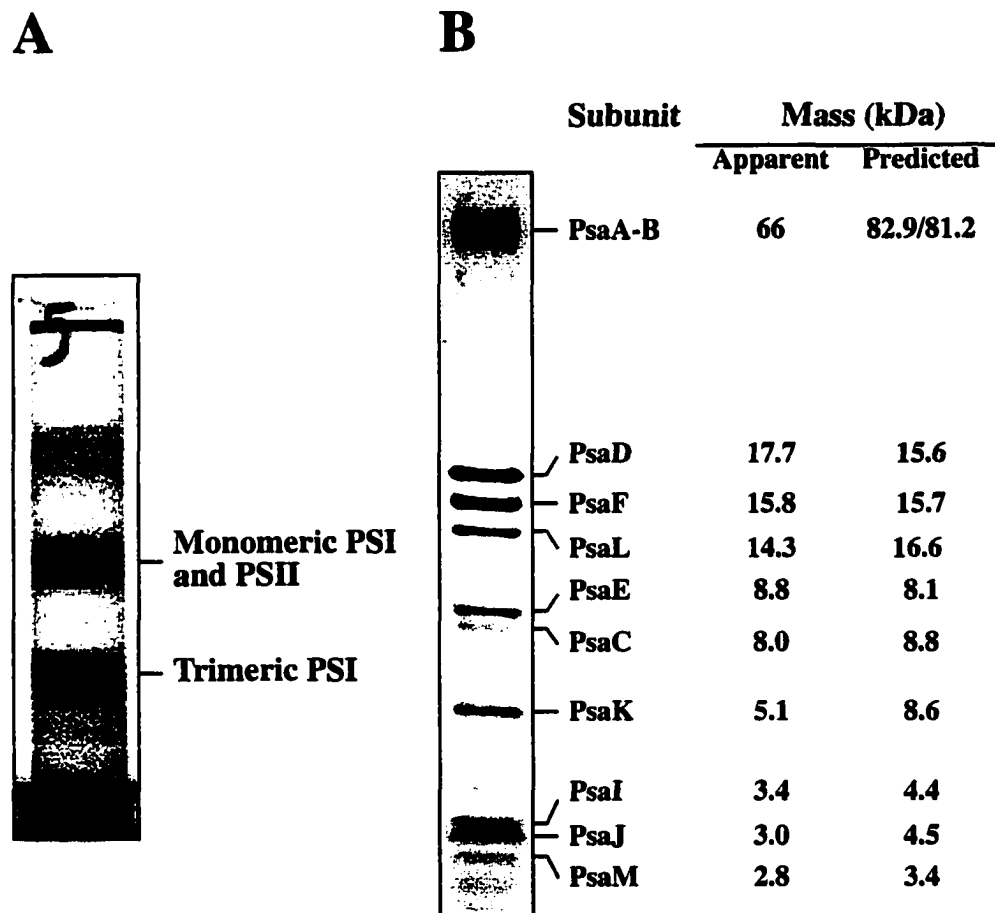 A
5
Monomeric PSI
and PSII
Trimeric PSI
B
Subunit Mass (kDa)
Apparent Predicted
PsaA-B 66 82.9/81.2
PsaD 17.7 15.6
PsaF 15.8 15.7
PsaL 14.3 16.6
PsaE 8.8 8.1
PsaC 8.0 8.8
PsaK 5.1 8.6
PsaI 3.4 4.4
PsaJ 3.0 4.5
PsaM 2.8 3.4